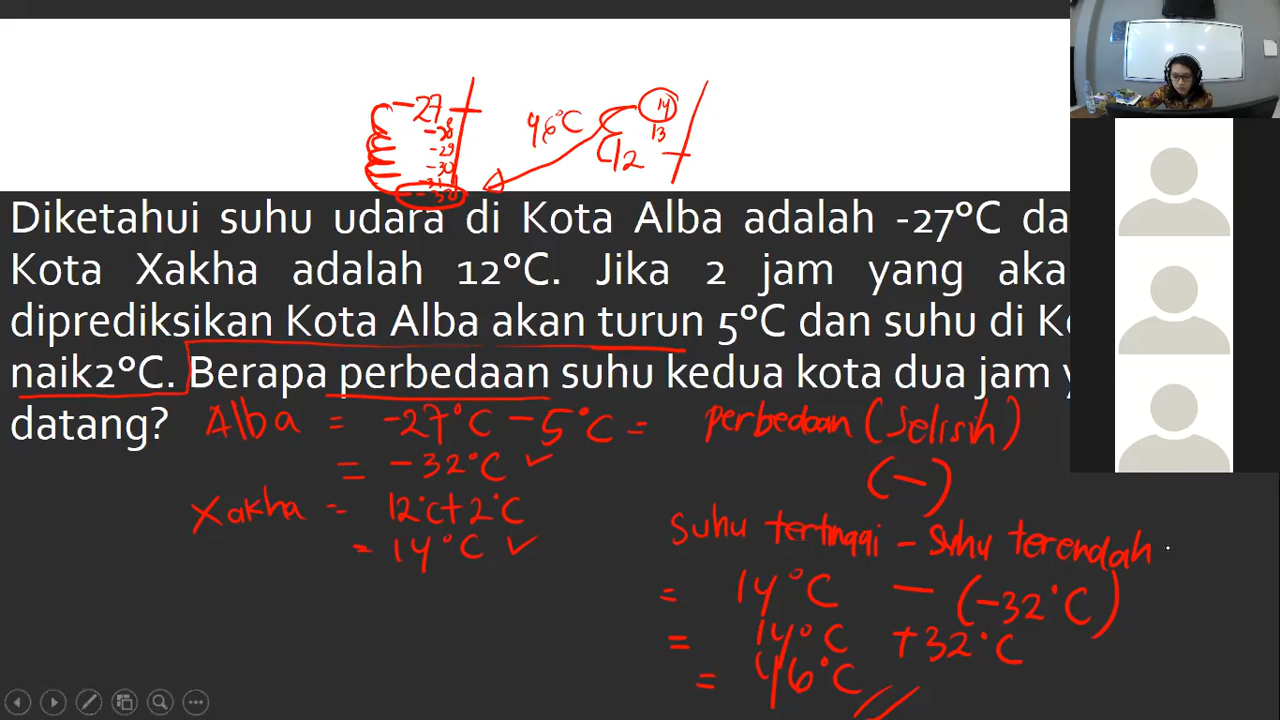 -27
-28
-29
-30
-31
-32
46°C
14
13
12
Diketahui suhu udara di Kota Alba adalah -27°C da
Kota Xakha adalah 12°C. Jika 2 jam yang aka
diprediksikan Kota Alba akan turun 5°C dan suhu di Ko
naik2°C. Berapa perbedaan suhu kedua kota dua jam y
datang?
Alba = -27°C - 5°C =
= -32°C ✓
Xakha = 12°C + 2°C
= 14°C ✓
perbedaan (Selisih)
(-)
Suhu tertinggi - Suhu terendah
= 14°C - (-32°C)
= 14°C + 32°C
= 46°C //